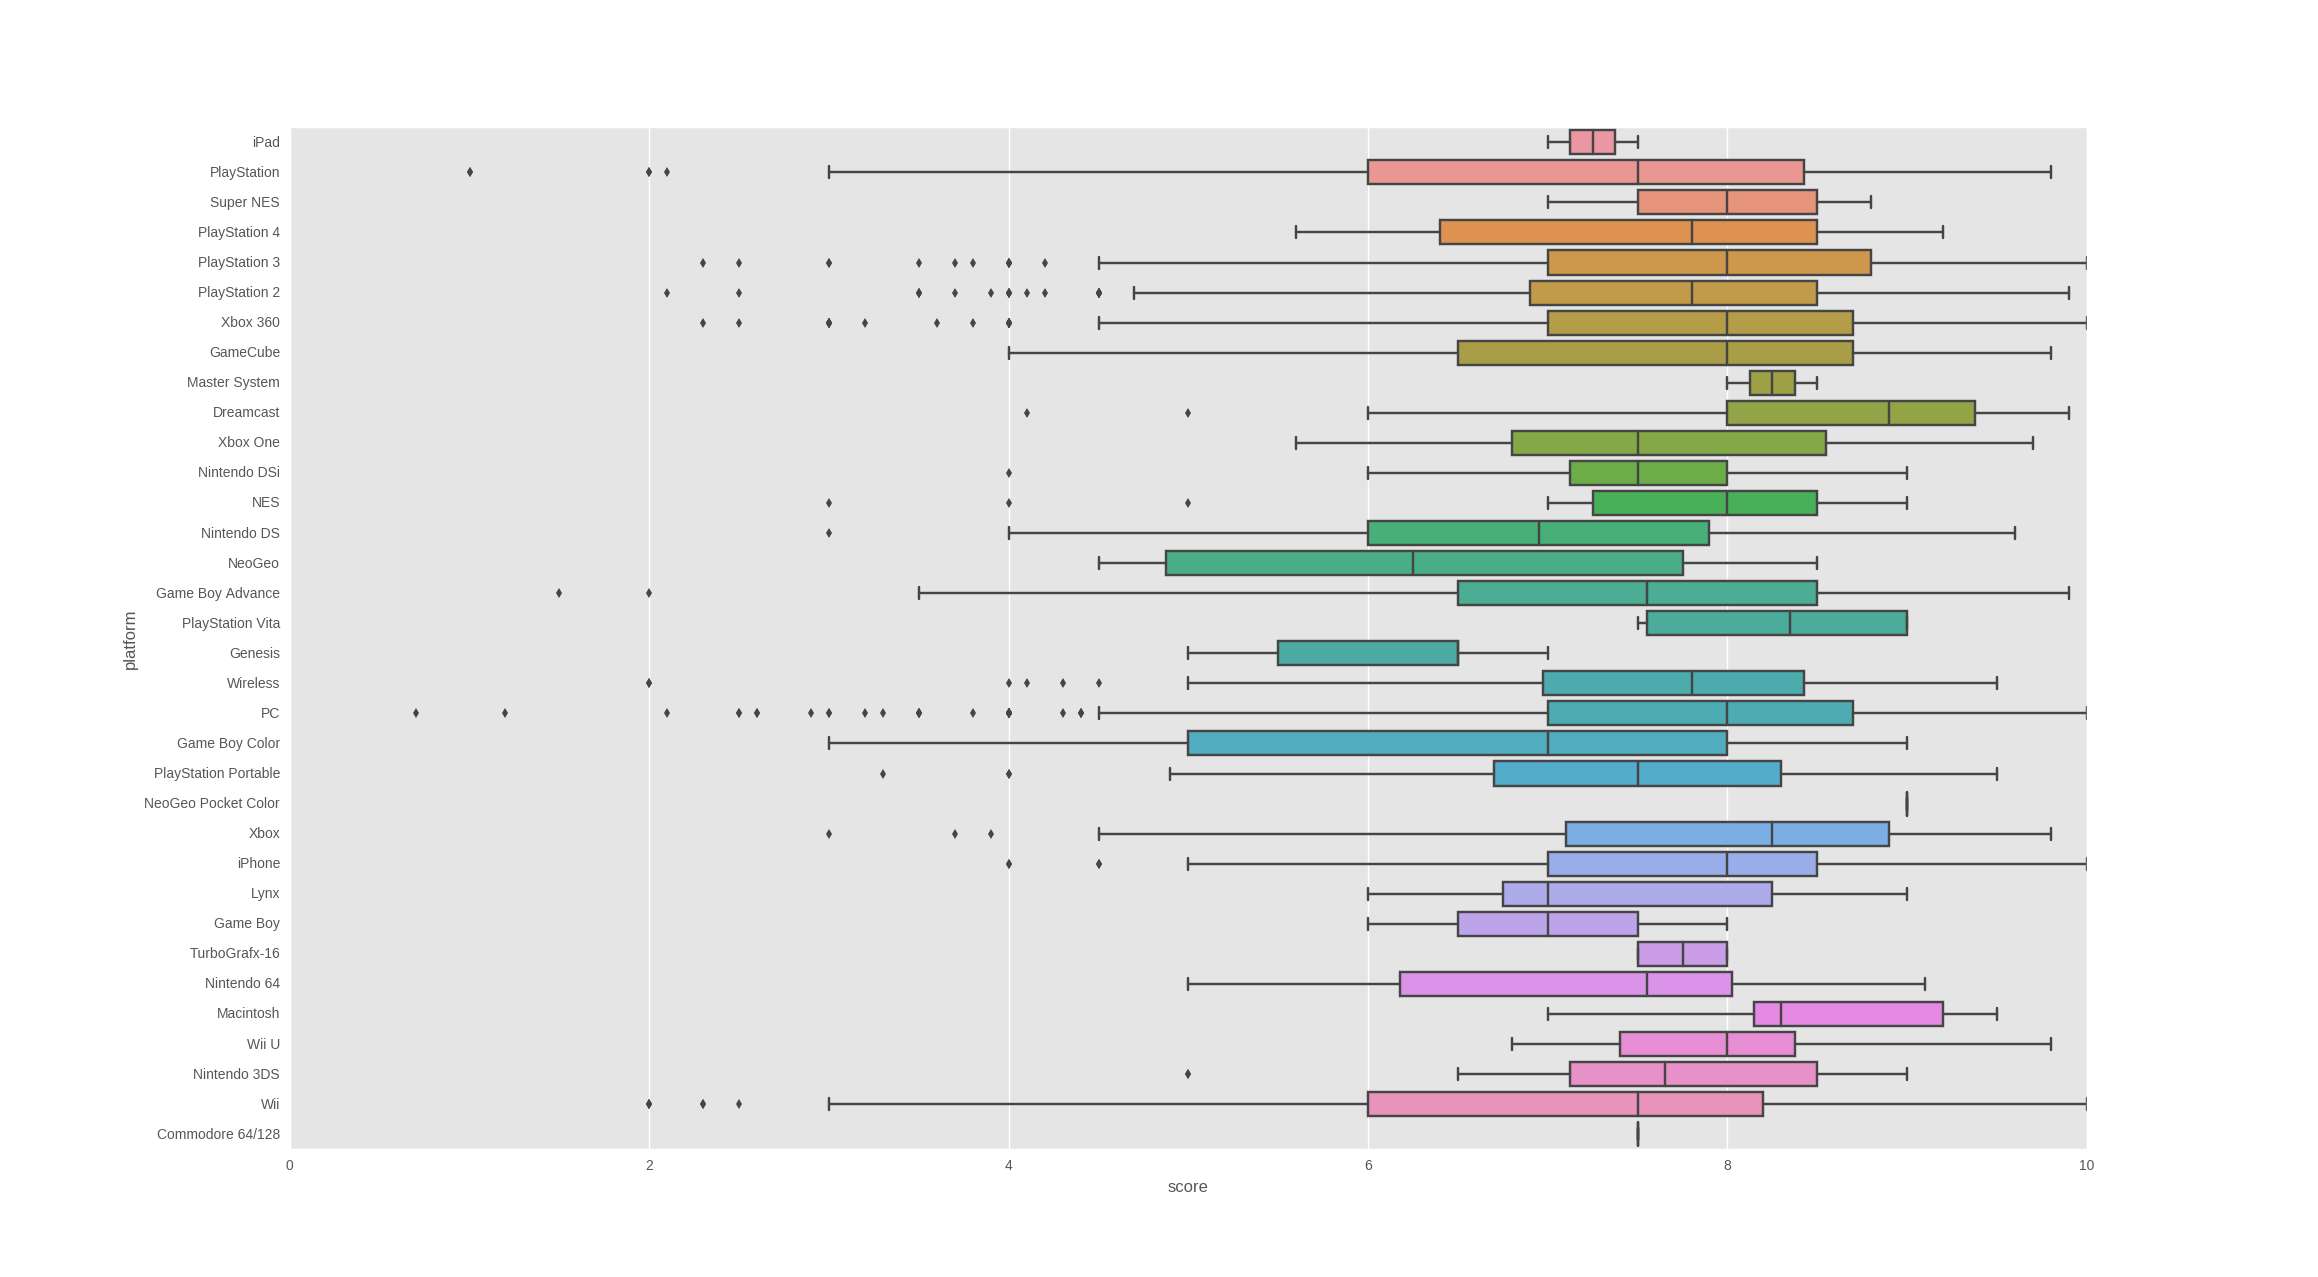 iPad
PlayStation
Super NES
PlayStation 4
PlayStation 3
PlayStation 2
Xbox 360
GameCube
Master System
Dreamcast
Xbox One
Nintendo DSi
NES
Nintendo DS
NeoGeo
Game Boy Advance
PlayStation Vita
Genesis
Wireless
PC
Game Boy Color
PlayStation Portable
NeoGeo Pocket Color
Xbox
iPhone
Lynx
Game Boy
TurboGrafx-16
Nintendo 64
Macintosh
Wii U
Nintendo 3DS
Wii
Commodore 64/128
platform
0 2 4 6 8 10
score